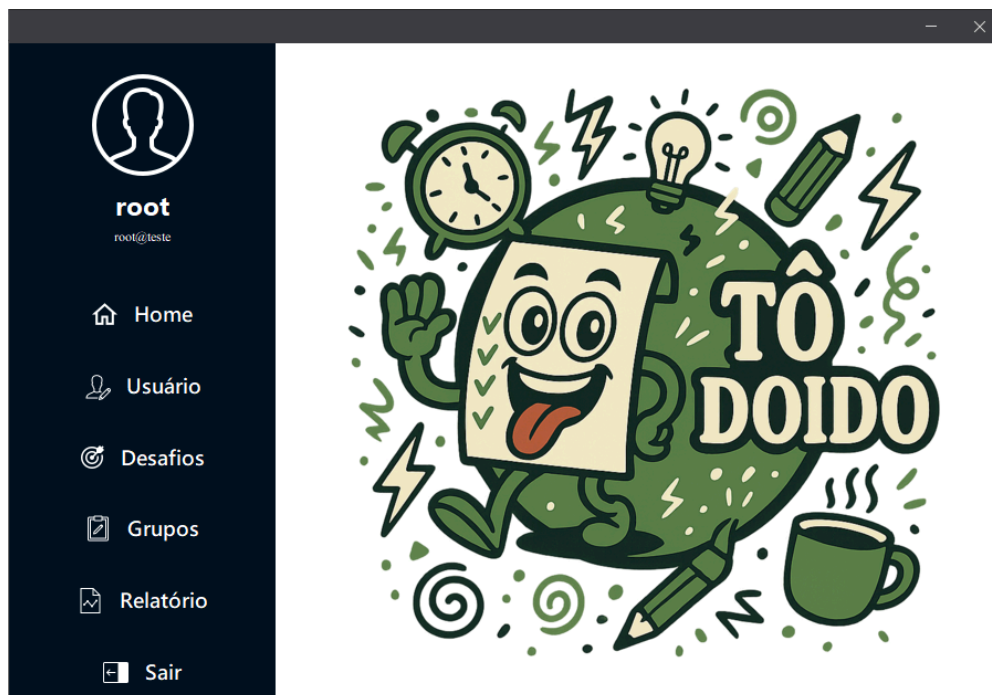 root
root@teste
Home
Usuário
Desafios
Grupos
Relatório
Sair
TÔ
DOIDO